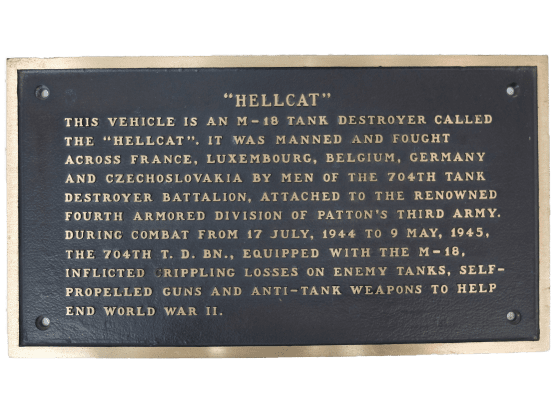 "HELLCAT"
THIS VEHICLE IS AN M-18 TANK DESTROYER CALLED
THE "HELLCAT". IT WAS MANNED AND FOUGHT
ACROSS FRANCE, LUXEMBOURG, BELGIUM, GERMANY
AND CZECHOSLOVAKIA BY MEN OF THE 704TH TANK
DESTROYER BATTALION, ATTACHED TO THE RENOWNED
FOURTH ARMORED DIVISION OF PATTON'S THIRD ARMY.
DURING COMBAT FROM 17 JULY, 1944 TO 9 MAY, 1945,
THE 704TH T. D. BN., EQUIPPED WITH THE M-18,
INFLICTED CRIPPLING LOSSES ON ENEMY TANKS, SELF-
PROPELLED GUNS AND ANTI-TANK WEAPONS TO HELP
END WORLD WAR II.